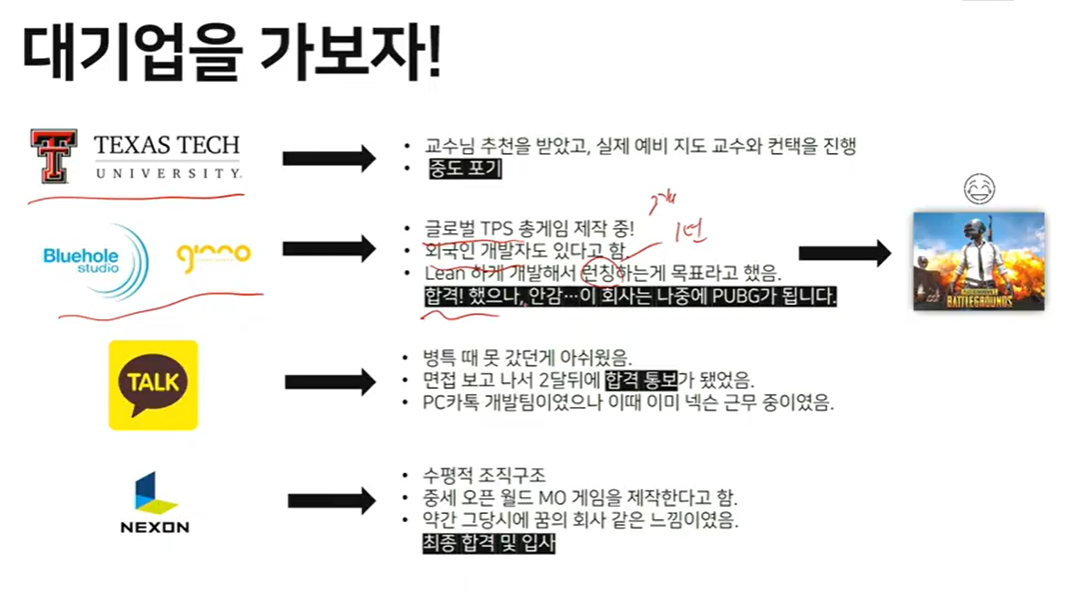 대기업을 가보자!
TEXAS TECH
UNIVERSITY.
교수님 추천을 받았고, 실제 예비 지도 교수와 컨택을 진행
중도 포기
Bluehole
studio
ginno
글로벌 TPS 총게임 제작 중!
외국인 개발자도 있다고 함.
Lean 하게 개발해서 런칭하는게 목표라고 했음.
합격! 했으나, 안감…이 회사는 나중에 PUBG가 됩니다.
1년
BATTLEGROUNDS
TALK
병특 때 못 갔던게 아쉬웠음.
면접 보고 나서 2달뒤에 합격 통보가 됐었음.
PC카톡 개발팀이였으나 이때 이미 넥슨 근무 중이였음.
NEXON
수평적 조직구조
중세 오픈 월드 MO 게임을 제작한다고 함.
약간 그당시에 꿈의 회사 같은 느낌이였음.
최종 합격 및 입사